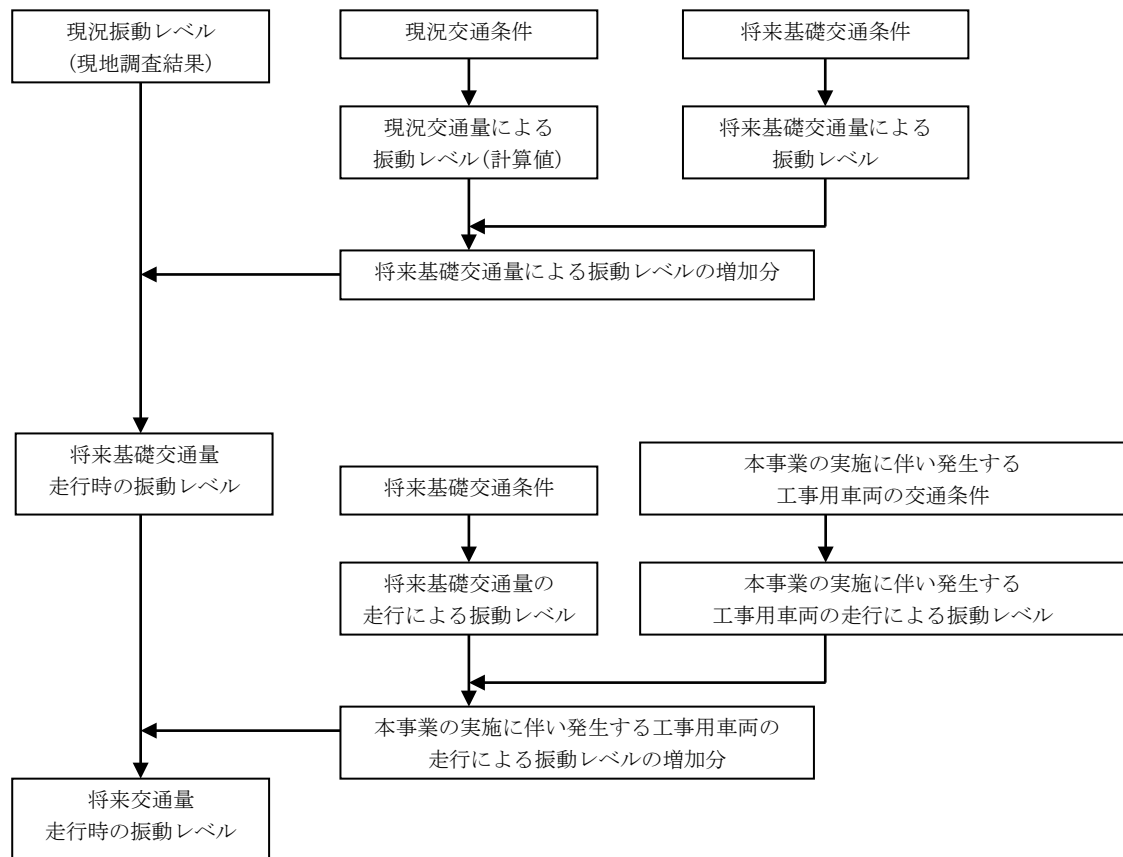 現況振動レベル
(現地調査結果)
現況交通条件
将来基礎交通条件
現況交通量による
振動レベル(計算値)
将来基礎交通量による
振動レベル
将来基礎交通量による振動レベルの増加分
将来基礎交通量
走行時の振動レベル
将来基礎交通条件
本事業の実施に伴い発生する
工事用車両の交通条件
将来基礎交通量の
走行による振動レベル
本事業の実施に伴い発生する
工事用車両の走行による振動レベル
本事業の実施に伴い発生する工事用車両の
走行による振動レベルの増加分
将来交通量
走行時の振動レベル